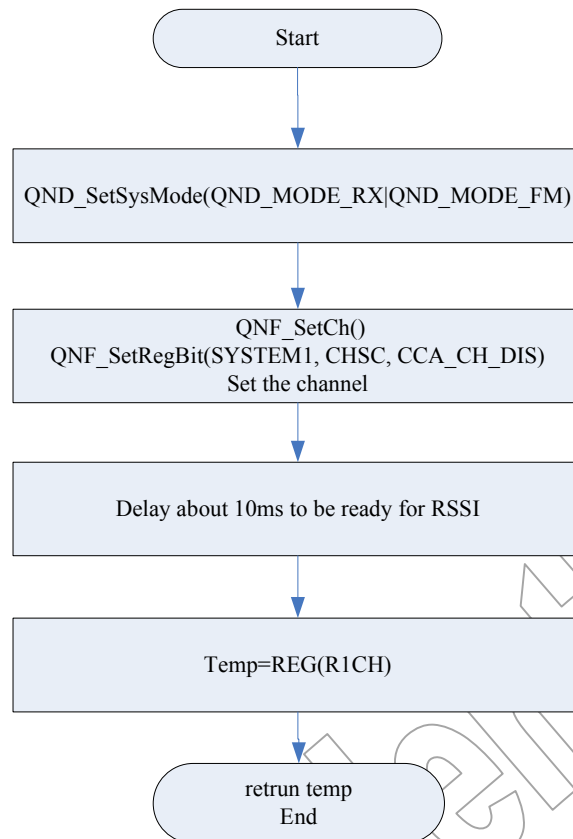 Start
QND_SetSysMode(QND_MODE_RX|QND_MODE_FM)
QNF_SetCh()
QNF_SetRegBit(SYSTEM1, CHSC, CCA_CH_DIS)
Set the channel
Delay about 10ms to be ready for RSSI
Temp=REG(R1CH)
retrun temp
End